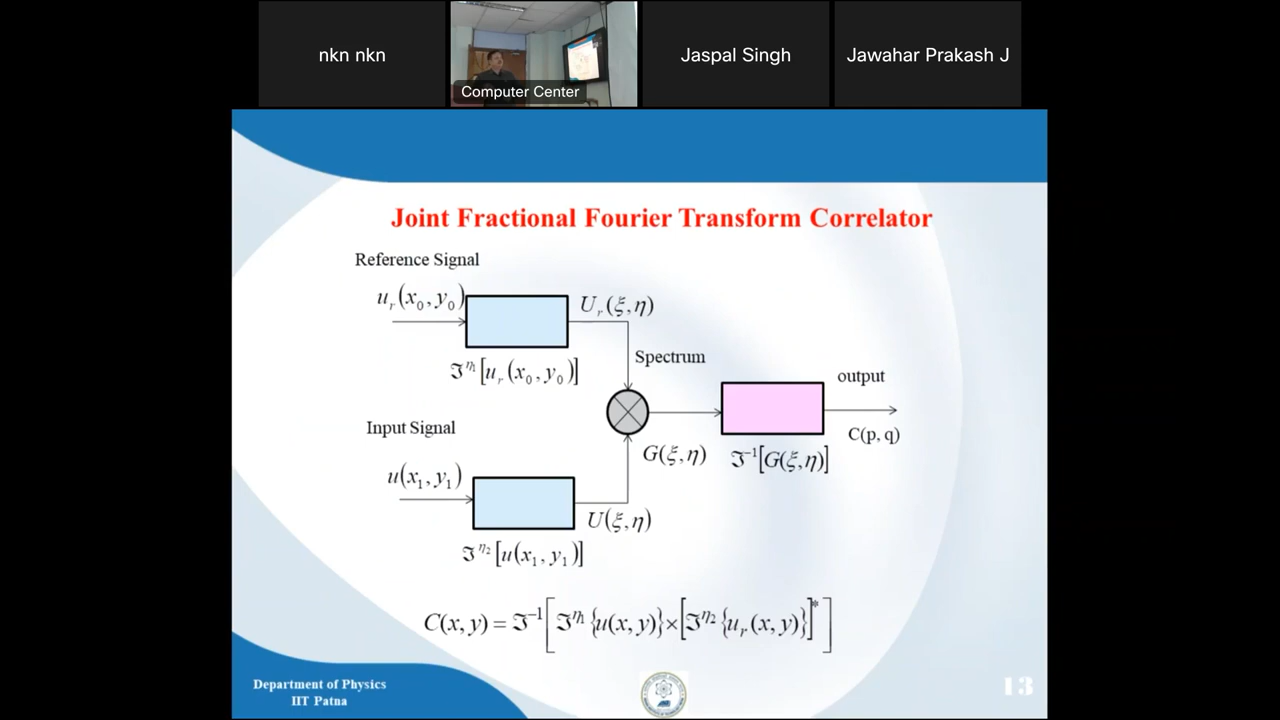 nkn nkn
Computer Center
Jaspal Singh
Jawahar Prakash J
Joint Fractional Fourier Transform Correlator
Reference Signal
u_r(x_0, y_0)
U_r(ξ, η)
ℑ^{η_1}[u_r(x_0, y_0)]
Spectrum
output
Input Signal
C(p, q)
G(ξ, η)
ℑ^{-1}[G(ξ, η)]
u(x_1, y_1)
U(ξ, η)
ℑ^{η_2}[u(x_1, y_1)]
C(x, y) = ℑ^{-1}[ℑ^{η_1}{u(x, y)}×[ℑ^{η_2}{u_r(x, y)}]^*]
Department of Physics
IIT Patna
13